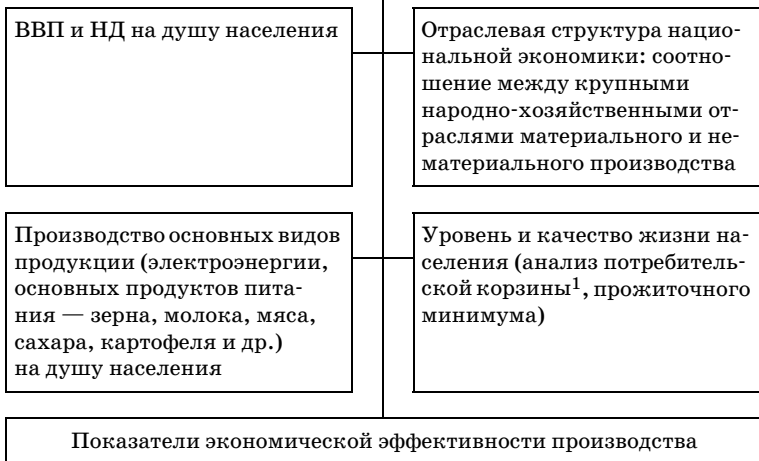 ВВП и НД на душу населения
Отраслевая структура нацио-
нальной экономики: соотно-
шение между крупными
народно-хозяйственными от-
раслями материального и не-
материального производства
Производство основных видов
продукции (электроэнергии,
основных продуктов пита-
ния — зерна, молока, мяса,
сахара, картофеля и др.)
на душу населения
Уровень и качество жизни на-
селения (анализ потребитель-
ской корзины¹, прожиточного
минимума)
Показатели экономической эффективности производства